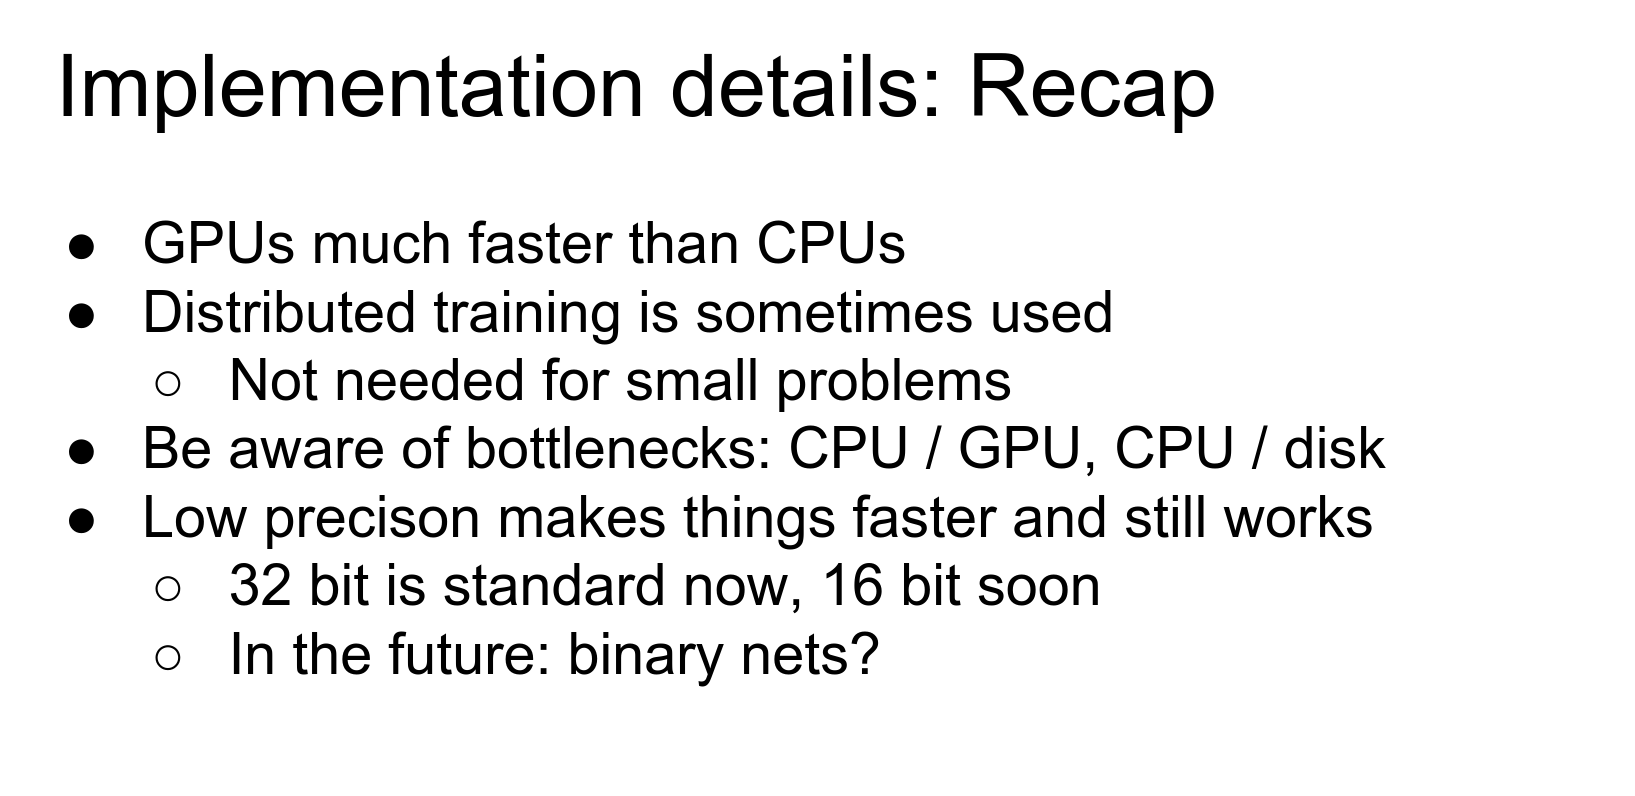 Implementation details: Recap
● GPUs much faster than CPUs
● Distributed training is sometimes used
○ Not needed for small problems
● Be aware of bottlenecks: CPU / GPU, CPU / disk
● Low precison makes things faster and still works
○ 32 bit is standard now, 16 bit soon
○ In the future: binary nets?